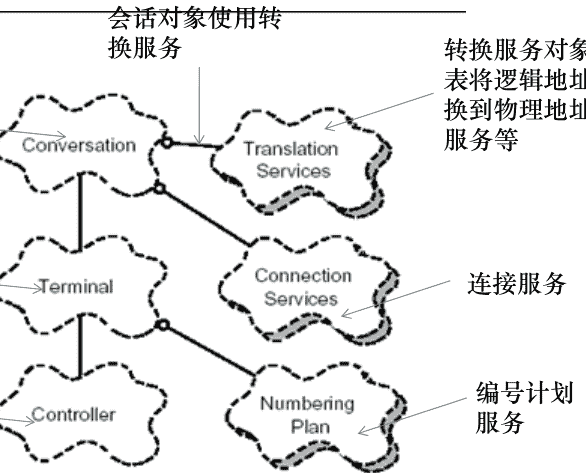 会话对象使用转
换服务
转换服务对象
表将逻辑地址
换到物理地址
服务等
Conversation
Translation
Services
Terminal
Connection
Services
连接服务
Controller
Numbering
Plan
编号计划
服务